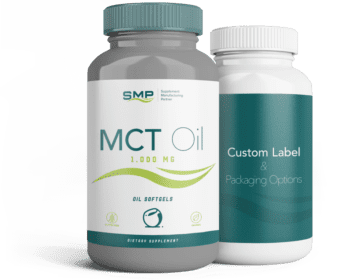 SMP
Supplement
Manufacturing
Partner
MCT Oil
1,000 MG
OIL SOFTGELS
DIETARY SUPPLEMENT
Custom Label
&
Packaging Options